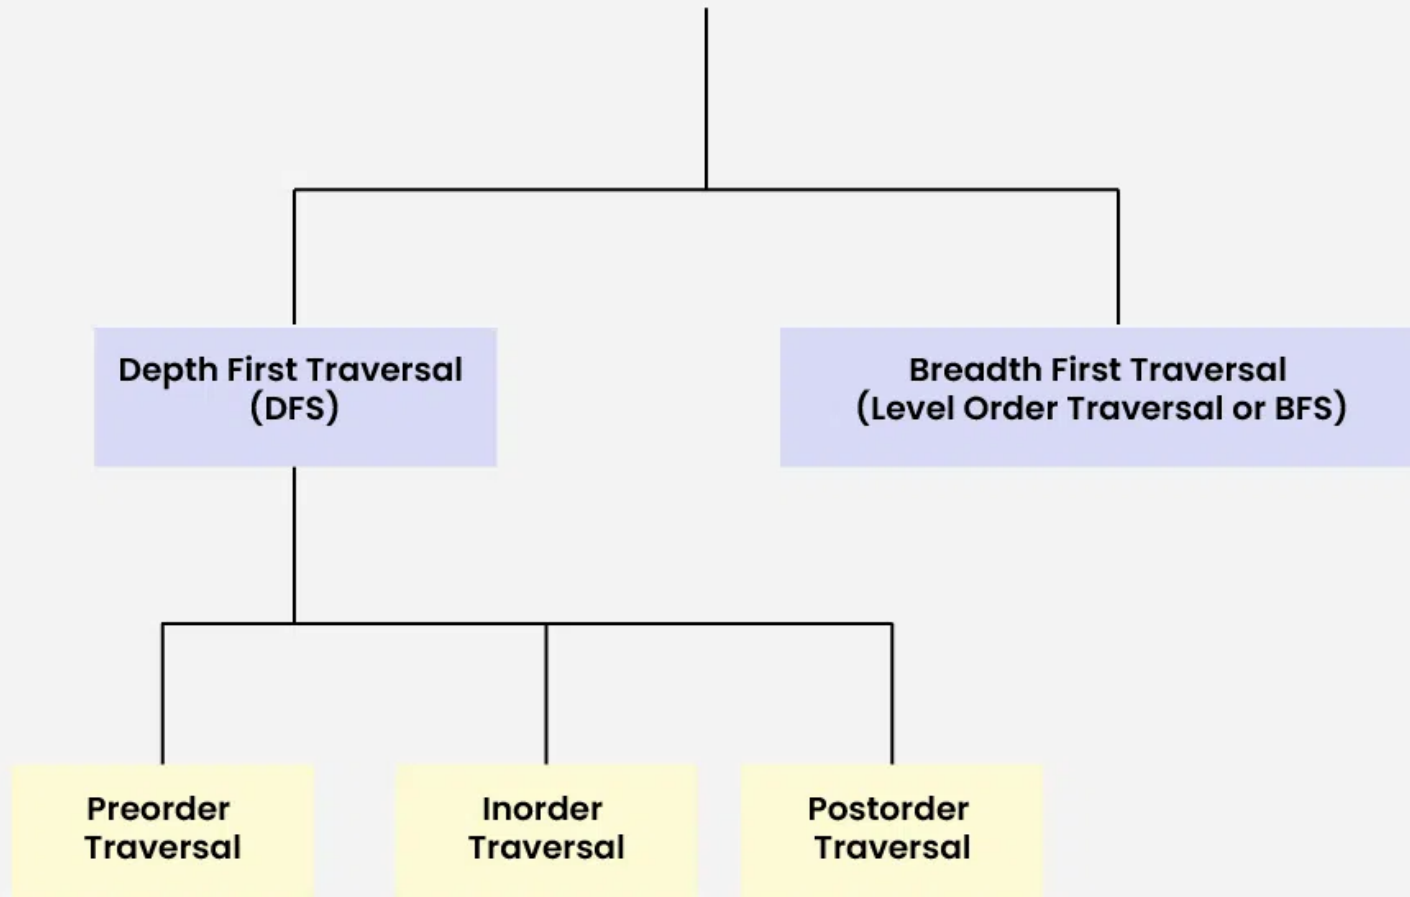 Depth First Traversal
(DFS)
Breadth First Traversal
(Level Order Traversal or BFS)
Preorder
Traversal
Inorder
Traversal
Postorder
Traversal